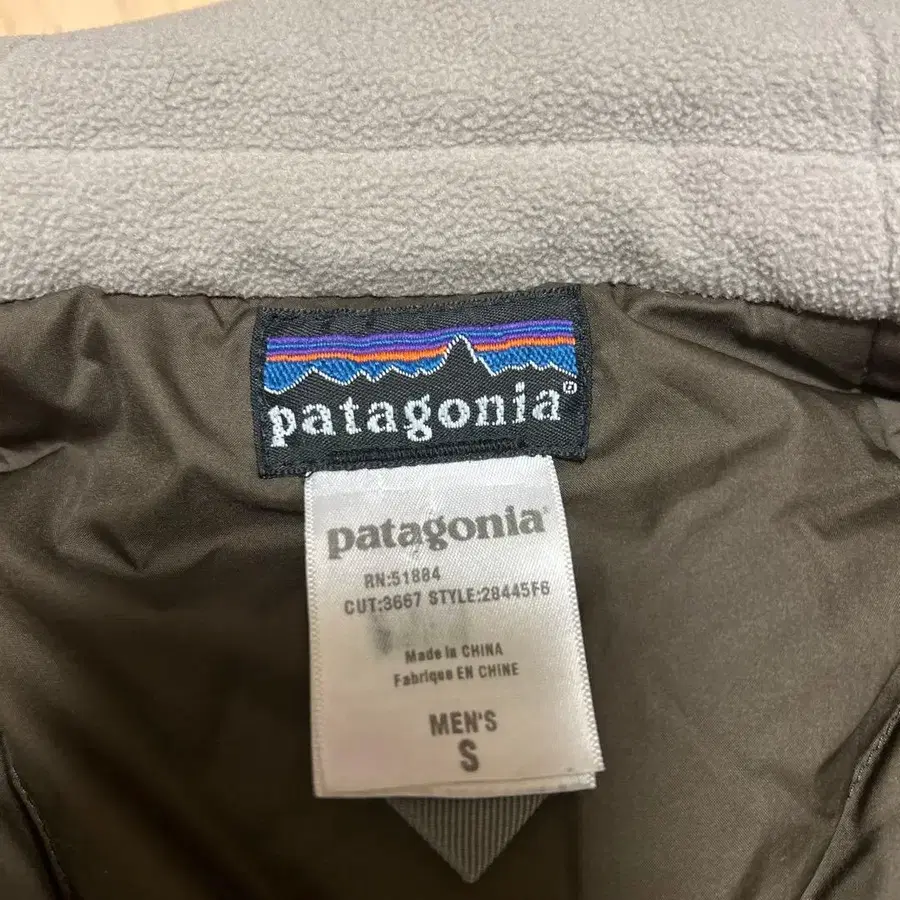 patagonia®
patagonia®
RN:51884
CUT:3667 STYLE:28445F6
Made in CHINA
Fabriqué EN CHINE
MEN'S
S